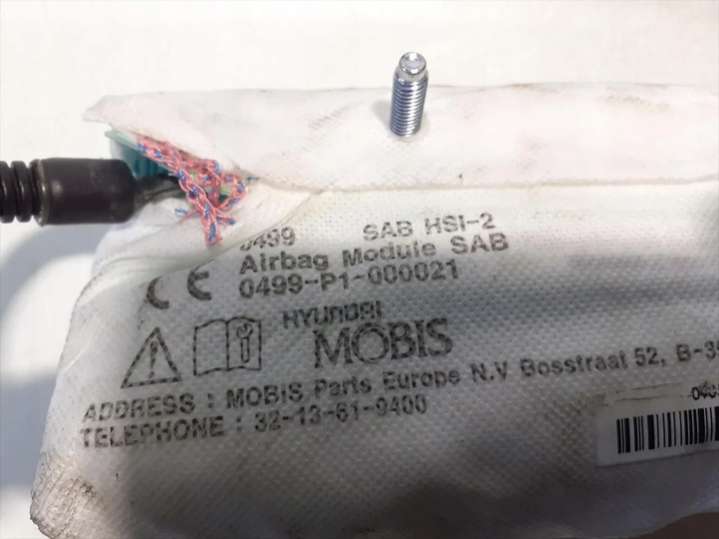 0499 SAB HSI-2
Airbag Module SAB
0499-P1-000021
CE
HYUNDAI
MOBIS
ADDRESS : MOBIS Parts Europe N.V Bosstraat 52, B-
TELEPHONE : 32-13-61-9400